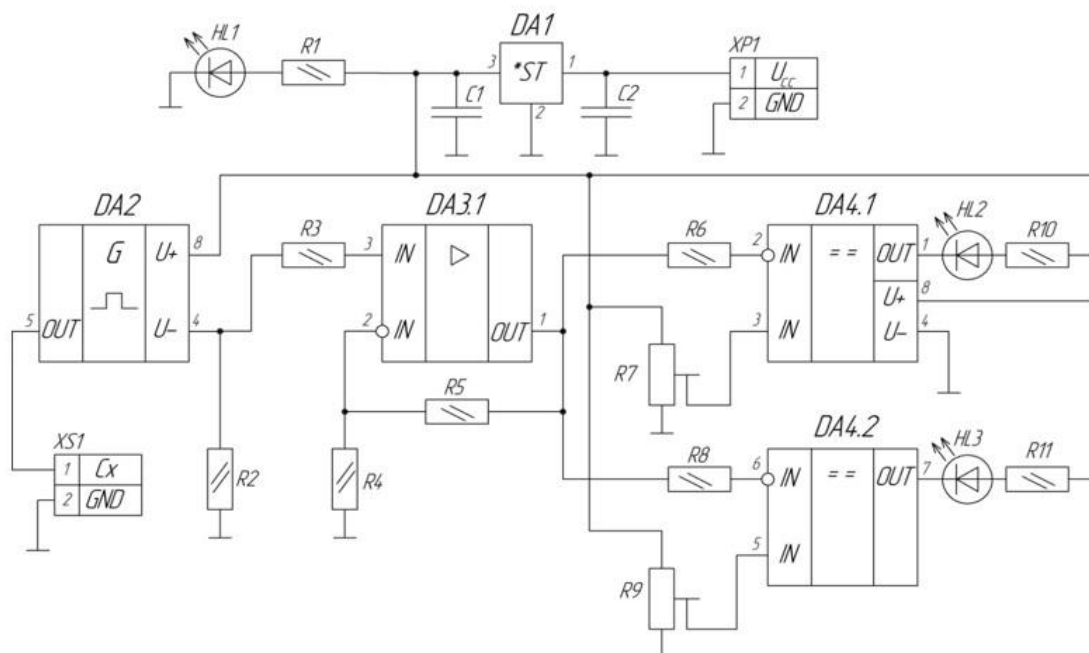 HL1 R1 DA1 XP1
3 *ST 1 1 Ucc
2 2 GND
C1 C2
DA2 DA3.1 DA4.1 HL2 R10
G U+ 8 R3 3 IN ▷ R6 2 IN == OUT 1
U+ 8
5 OUT U- 4 2 IN OUT 1 3 IN U- 4
R7
R5
DA4.2 HL3 R11
XS1
1 Cx R2 R4 R8 6 IN == OUT 7
2 GND
5 IN
R9